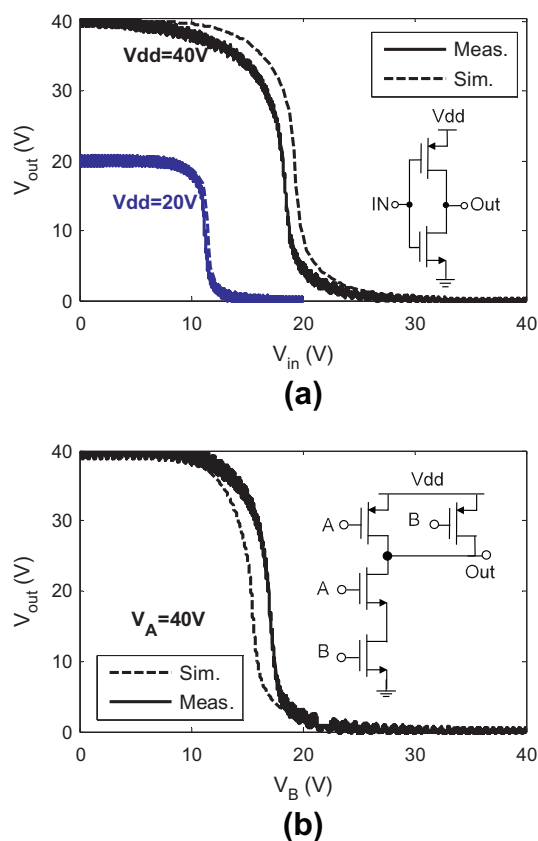 40
30
20
10
0
Vdd=40V
Vdd=20V
Meas.
Sim.
Vdd
IN
Out
V_out (V)
0 10 20 30 40
V_in (V)
(a)
40
30
20
10
0
V_A=40V
Sim.
Meas.
Vdd
A
B
Out
A
B
V_out (V)
0 10 20 30 40
V_B (V)
(b)